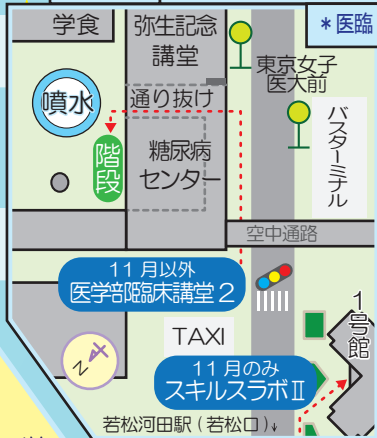 学食
弥生記念
講堂
*医臨
噴水
通り抜け
東京女子
医大前
階段
糖尿病
センター
バスターミナル
空中通路
11月以外
医学部臨床講堂2
1号館
N
TAXI
11月のみ
スキルスラボⅡ
若松河田駅(若松口)↓